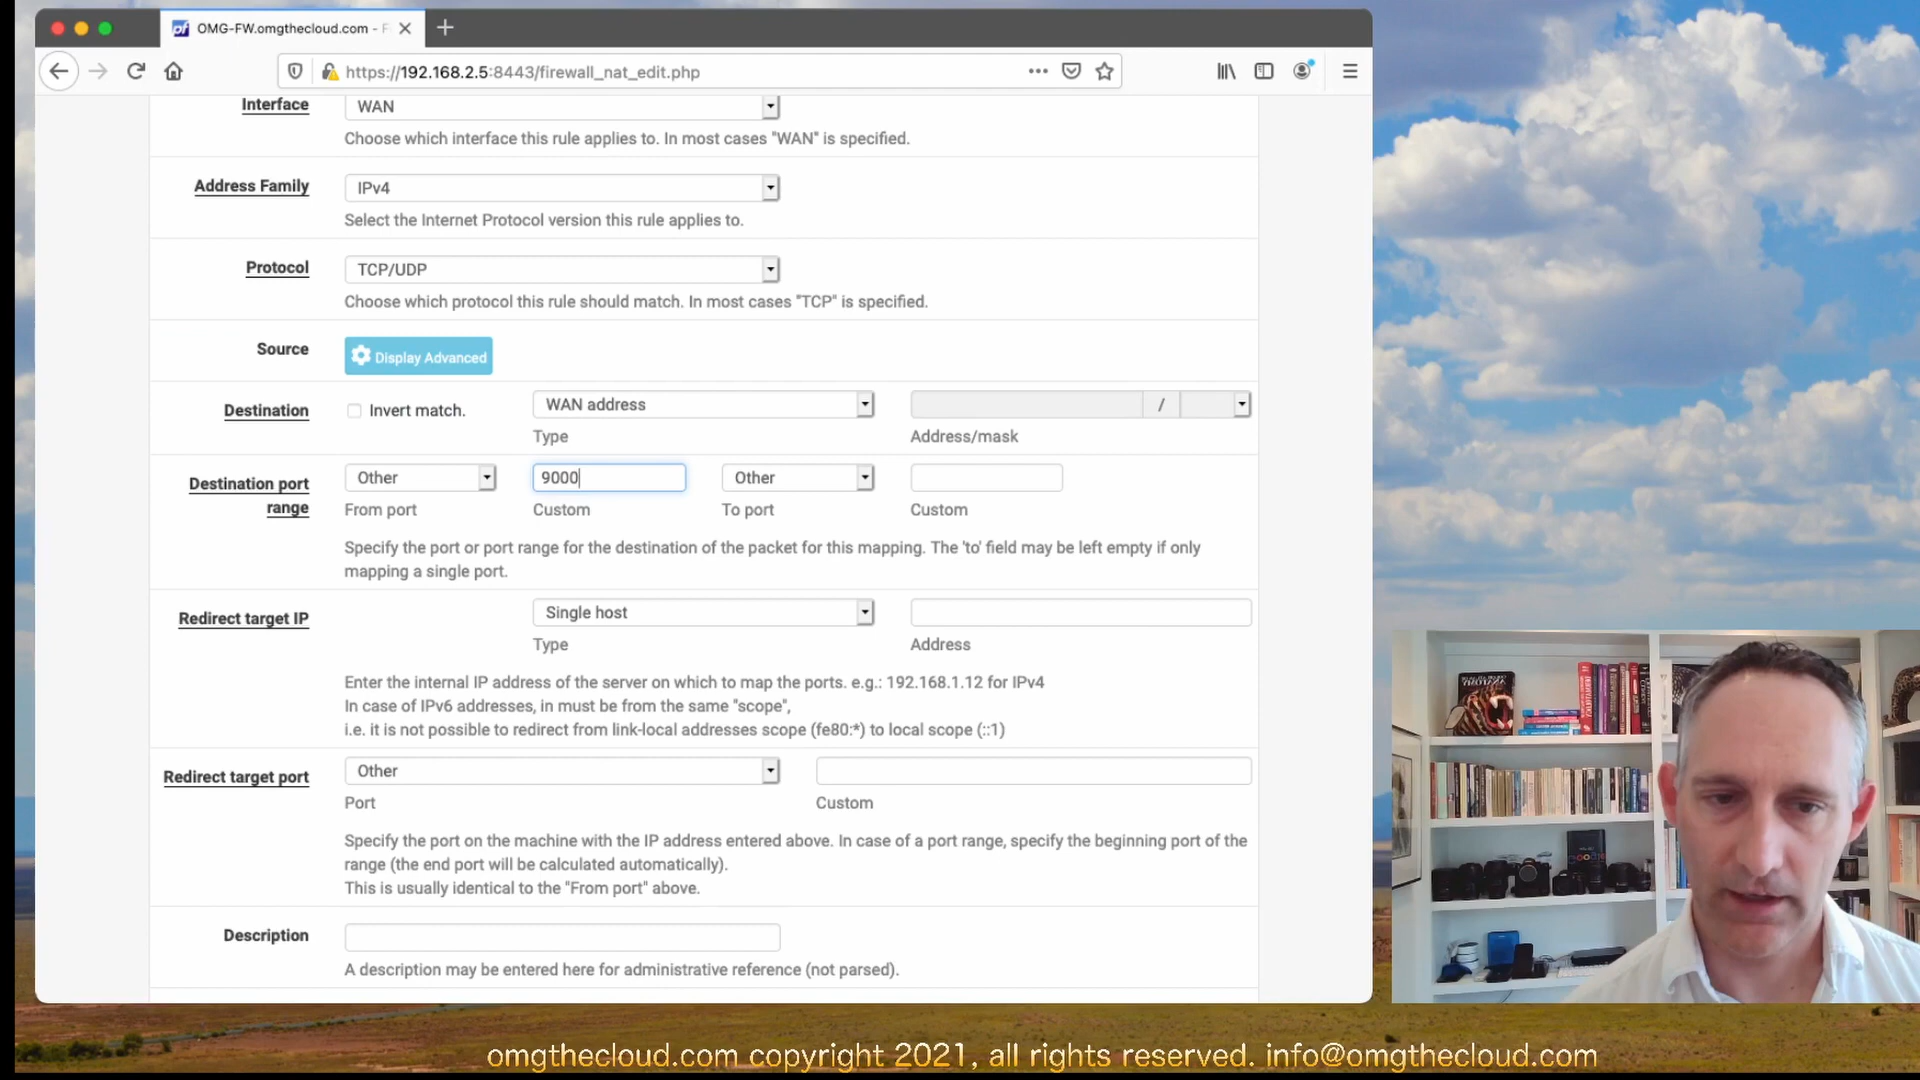 OMG-FW.omgthecloud.com - F
https://192.168.2.5:8443/firewall_nat_edit.php
Interface
WAN
Choose which interface this rule applies to. In most cases "WAN" is specified.
Address Family
IPv4
Select the Internet Protocol version this rule applies to.
Protocol
TCP/UDP
Choose which protocol this rule should match. In most cases "TCP" is specified.
Source
Display Advanced
Destination
Invert match.
WAN address
/
Type
Address/mask
Destination port
range
Other
9000
Other
From port
Custom
To port
Custom
Specify the port or port range for the destination of the packet for this mapping. The 'to' field may be left empty if only
mapping a single port.
Redirect target IP
Single host
Type
Address
Enter the internal IP address of the server on which to map the ports. e.g.: 192.168.1.12 for IPv4
In case of IPv6 addresses, in must be from the same "scope",
i.e. it is not possible to redirect from link-local addresses scope (fe80:*) to local scope (::1)
Redirect target port
Other
Port
Custom
Specify the port on the machine with the IP address entered above. In case of a port range, specify the beginning port of the
range (the end port will be calculated automatically).
This is usually identical to the "From port" above.
Description
A description may be entered here for administrative reference (not parsed).
omgthecloud.com copyright 2021, all rights reserved. info@omgthecloud.com